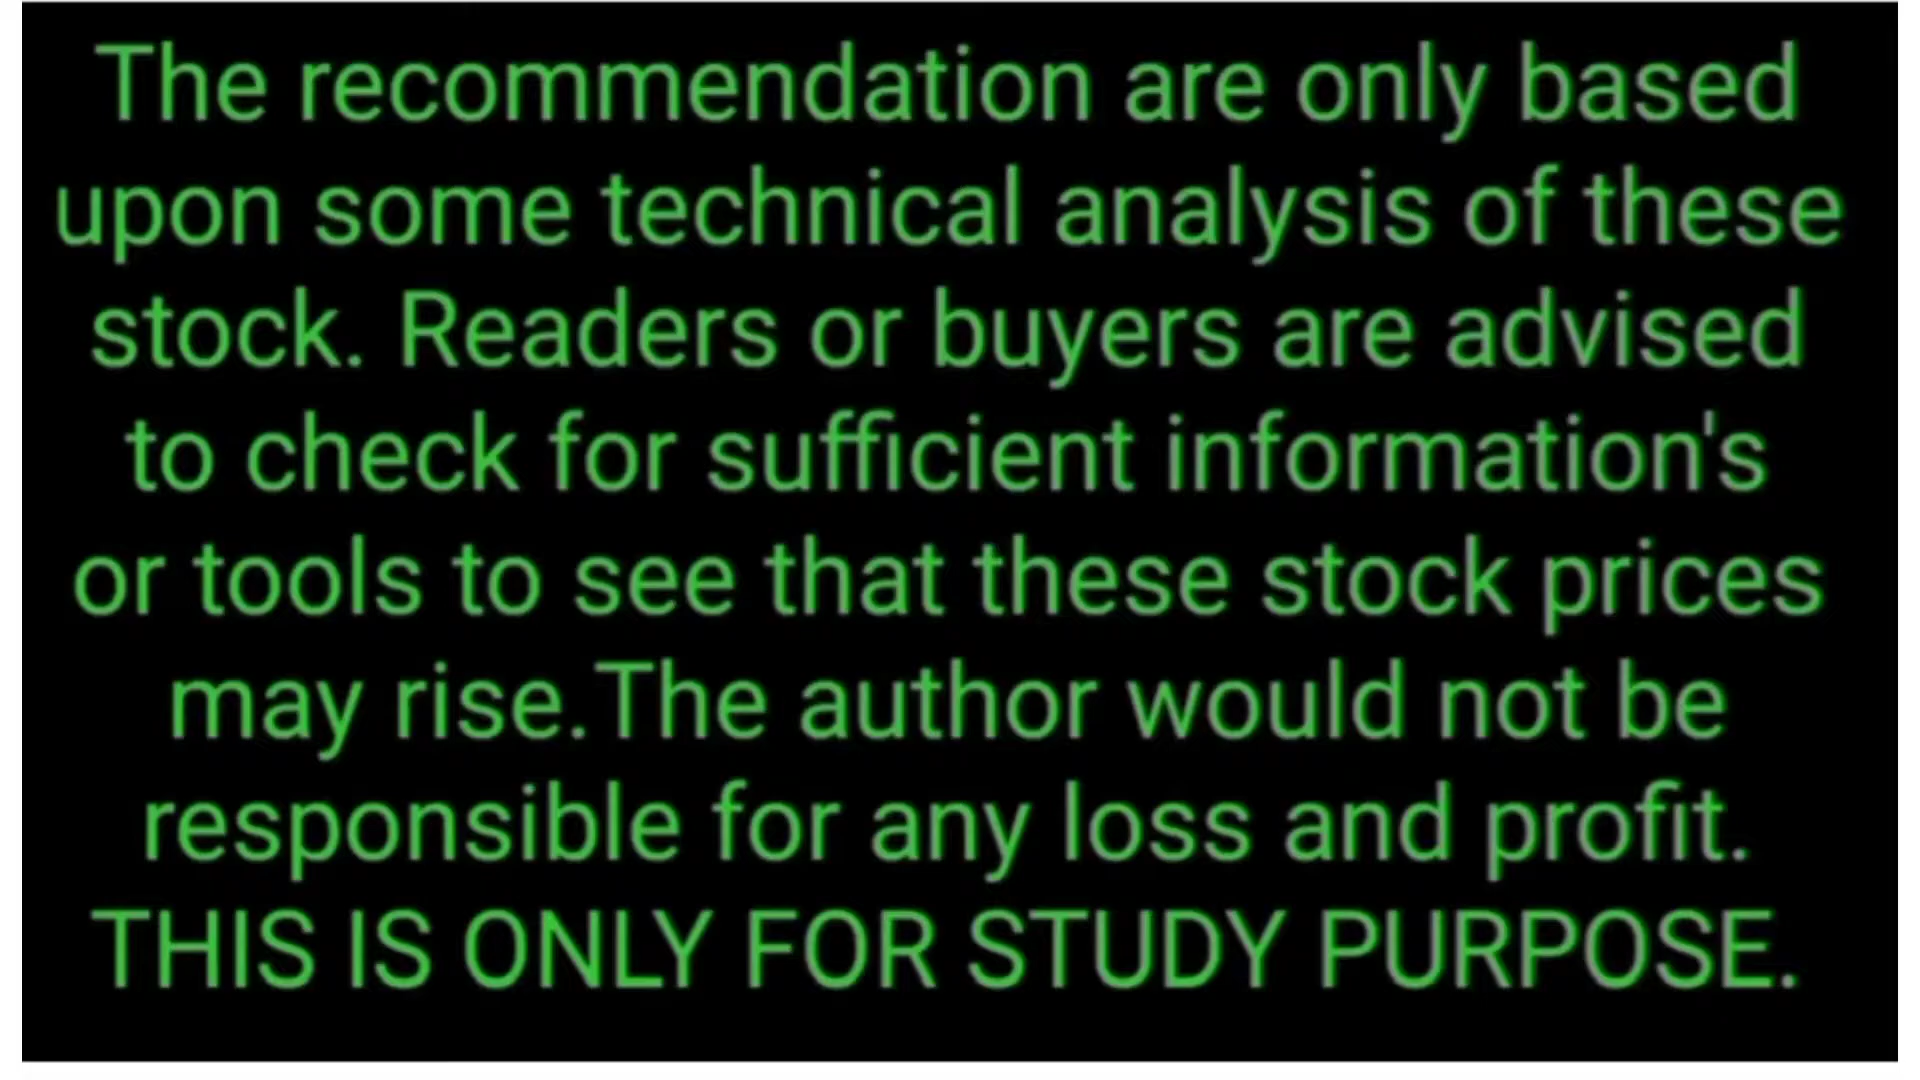 The recommendation are only based
upon some technical analysis of these
stock. Readers or buyers are advised
to check for sufficient information's
or tools to see that these stock prices
may rise.The author would not be
responsible for any loss and profit.
THIS IS ONLY FOR STUDY PURPOSE.